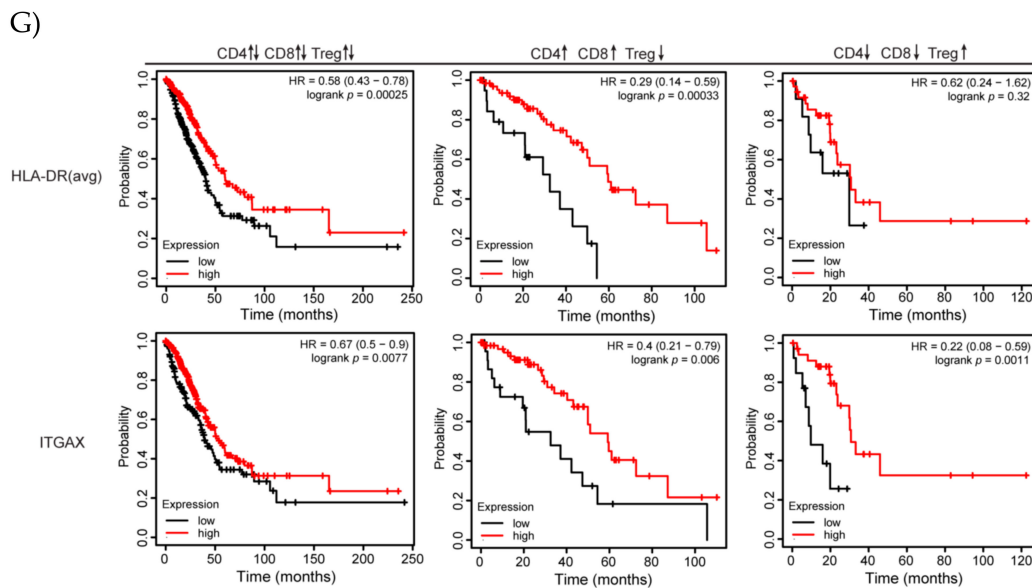 G)
CD4↑↓ CD8↑↓ Treg↑↓
CD4↑ CD8↑ Treg↓
CD4↓ CD8↓ Treg↑
HLA-DR(avg)
HR = 0.58 (0.43 − 0.78)
logrank p = 0.00025
Probability
0.0 0.2 0.4 0.6 0.8 1.0
Expression
low
high
0 50 100 150 200 250
Time (months)
HR = 0.29 (0.14 − 0.59)
logrank p = 0.00033
Probability
0.0 0.2 0.4 0.6 0.8 1.0
Expression
low
high
0 20 40 60 80 100
Time (months)
HR = 0.62 (0.24 − 1.62)
logrank p = 0.32
Probability
0.0 0.2 0.4 0.6 0.8 1.0
Expression
low
high
0 20 40 60 80 100 120
Time (months)
ITGAX
HR = 0.67 (0.5 − 0.9)
logrank p = 0.0077
Probability
0.0 0.2 0.4 0.6 0.8 1.0
Expression
low
high
0 50 100 150 200 250
Time (months)
HR = 0.4 (0.21 − 0.79)
logrank p = 0.006
Probability
0.0 0.2 0.4 0.6 0.8 1.0
Expression
low
high
0 20 40 60 80 100
Time (months)
HR = 0.22 (0.08 − 0.59)
logrank p = 0.0011
Probability
0.0 0.2 0.4 0.6 0.8 1.0
Expression
low
high
0 20 40 60 80 100 120
Time (months)